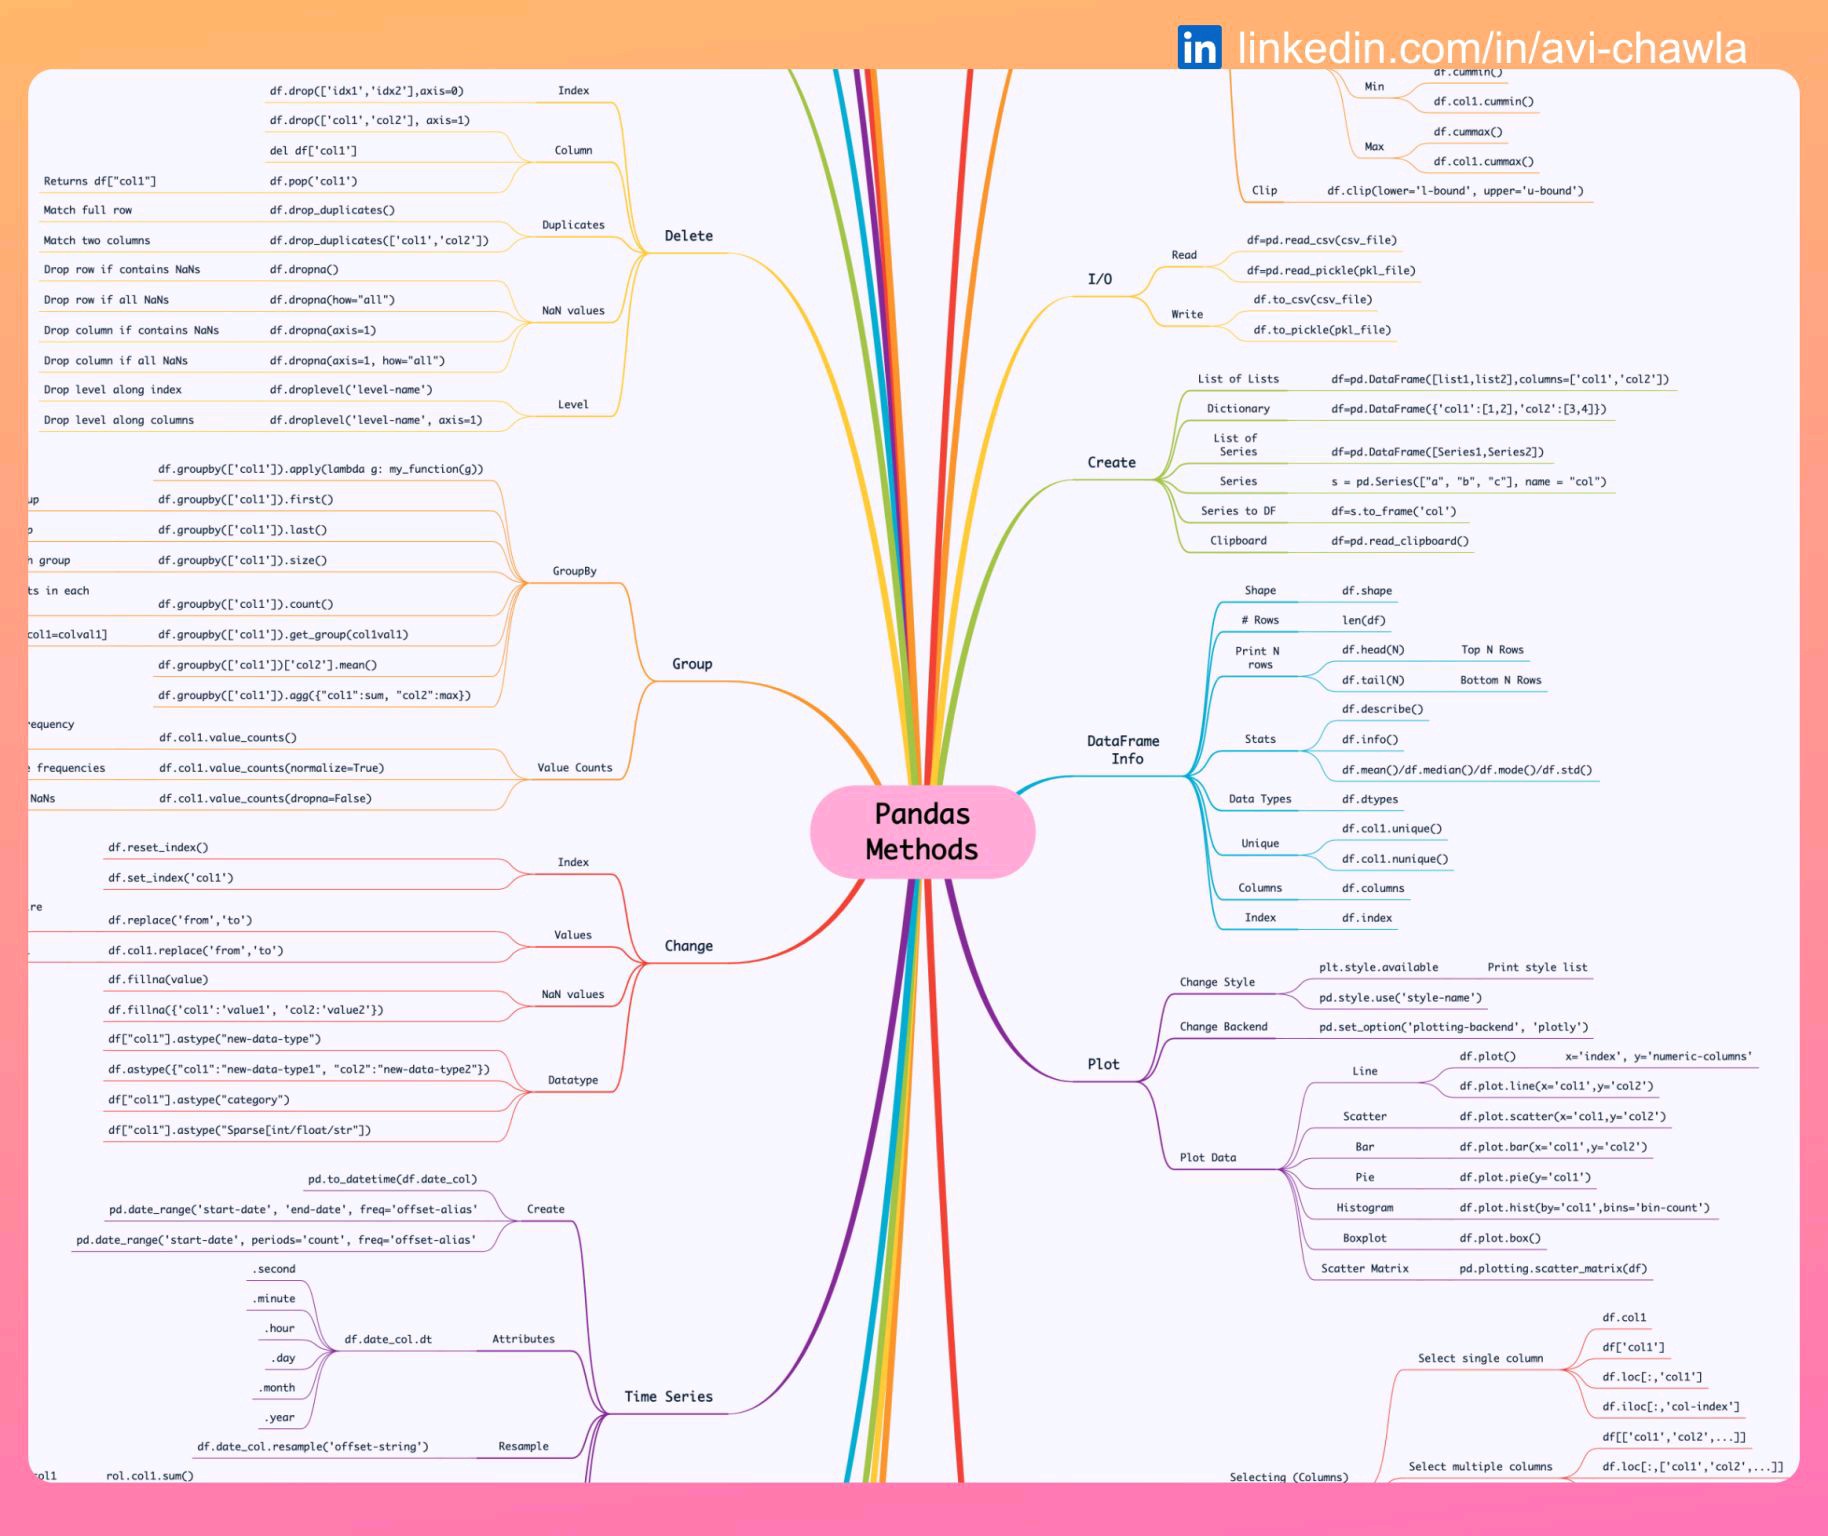 in linkedin.com/in/avi-chawla
Pandas
Methods
Delete
Index
df.drop(['idx1','idx2'],axis=0)
Column
df.drop(['col1','col2'], axis=1)
del df['col1']
df.pop('col1')
Returns df["col1"]
Duplicates
df.drop_duplicates()
Match full row
df.drop_duplicates(['col1','col2'])
Match two columns
NaN values
df.dropna()
Drop row if contains NaNs
df.dropna(how="all")
Drop row if all NaNs
df.dropna(axis=1)
Drop column if contains NaNs
df.dropna(axis=1, how="all")
Drop column if all NaNs
Level
df.droplevel('level-name')
Drop level along index
df.droplevel('level-name', axis=1)
Drop level along columns
Group
GroupBy
df.groupby(['col1']).apply(lambda g: my_function(g))
df.groupby(['col1']).first()
df.groupby(['col1']).last()
df.groupby(['col1']).size()
group
df.groupby(['col1']).count()
in each
df.groupby(['col1']).get_group(col1val1)
col1=colval1]
df.groupby(['col1'])['col2'].mean()
df.groupby(['col1']).agg({"col1":sum, "col2":max})
Value Counts
df.col1.value_counts()
df.col1.value_counts(normalize=True)
frequencies
df.col1.value_counts(dropna=False)
NaNs
Change
Index
df.reset_index()
df.set_index('col1')
Values
df.replace('from','to')
df.col1.replace('from','to')
NaN values
df.fillna(value)
df.fillna({'col1':'value1', 'col2:'value2'})
Datatype
df["col1"].astype("new-data-type")
df.astype({"col1":"new-data-type1", "col2":"new-data-type2"})
df["col1"].astype("category")
df["col1"].astype("Sparse[int/float/str"])
Time Series
Create
pd.to_datetime(df.date_col)
pd.date_range('start-date', 'end-date', freq='offset-alias'
pd.date_range('start-date', periods='count', freq='offset-alias'
Attributes
df.date_col.dt
.second
.minute
.hour
.day
.month
.year
Resample
df.date_col.resample('offset-string')
rol.col1.sum()
Min
df.cummin()
df.col1.cummin()
Max
df.cummax()
df.col1.cummax()
Clip
df.clip(lower='l-bound', upper='u-bound')
I/O
Read
df=pd.read_csv(csv_file)
df=pd.read_pickle(pkl_file)
Write
df.to_csv(csv_file)
df.to_pickle(pkl_file)
Create
List of Lists
df=pd.DataFrame([list1,list2],columns=['col1','col2'])
Dictionary
df=pd.DataFrame({'col1':[1,2],'col2':[3,4]})
List of
Series
df=pd.DataFrame([Series1,Series2])
Series
s = pd.Series(["a", "b", "c"], name = "col")
Series to DF
df=s.to_frame('col')
Clipboard
df=pd.read_clipboard()
DataFrame
Info
Shape
df.shape
# Rows
len(df)
Print N
rows
df.head(N)
Top N Rows
df.tail(N)
Bottom N Rows
Stats
df.describe()
df.info()
df.mean()/df.median()/df.mode()/df.std()
Data Types
df.dtypes
Unique
df.col1.unique()
df.col1.nunique()
Columns
df.columns
Index
df.index
Plot
Change Style
plt.style.available
Print style list
pd.style.use('style-name')
Change Backend
pd.set_option('plotting-backend', 'plotly')
Plot Data
Line
df.plot()
x='index', y='numeric-columns'
df.plot.line(x='col1',y='col2')
Scatter
df.plot.scatter(x='col1,y='col2')
Bar
df.plot.bar(x='col1',y='col2')
Pie
df.plot.pie(y='col1')
Histogram
df.plot.hist(by='col1',bins='bin-count')
Boxplot
df.plot.box()
Scatter Matrix
pd.plotting.scatter_matrix(df)
Selecting (Columns)
Select single column
df.col1
df['col1']
df.loc[:,'col1']
df.iloc[:,'col-index']
Select multiple columns
df[['col1','col2',...]]
df.loc[:,['col1','col2',...]]